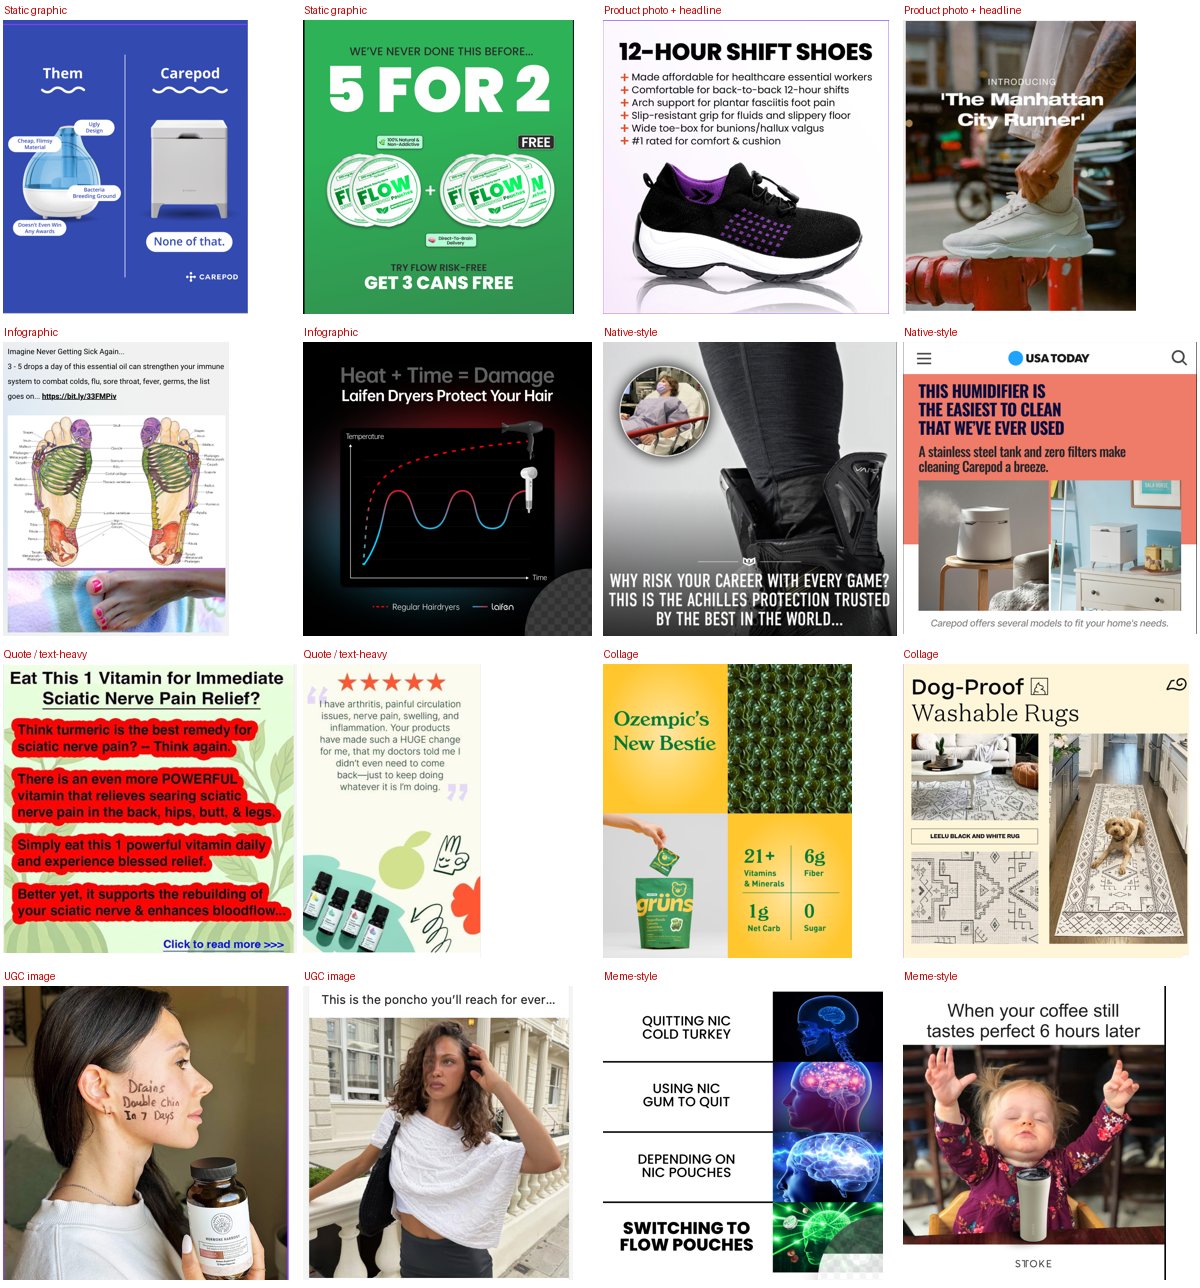 Static graphic
Them
Carepod
Ugly
Design
Cheap, Flimsy
Material
Bacteria
Breeding Ground
Doesn't Even Win
Any Awards
None of that.
CAREPOD
Static graphic
WE'VE NEVER DONE THIS BEFORE...
5 FOR 2
100% Natural &
Non-Addictive
FREE
FLOW
+
FLOW
Direct-To-Brain
Delivery
TRY FLOW RISK-FREE
GET 3 CANS FREE
Product photo + headline
12-HOUR SHIFT SHOES
+ Made affordable for healthcare essential workers
+ Comfortable for back-to-back 12-hour shifts
+ Arch support for plantar fasciitis foot pain
+ Slip-resistant grip for fluids and slippery floor
+ Wide toe-box for bunions/hallux valgus
+ #1 rated for comfort & cushion
Product photo + headline
INTRODUCING
'The Manhattan
City Runner'
Infographic
Imagine Never Getting Sick Again...
3 - 5 drops a day of this essential oil can strengthen your immune
system to combat colds, flu, sore throat, fever, germs, the list
goes on... https://bit.ly/33FMPiv
Infographic
Heat + Time = Damage
Laifen Dryers Protect Your Hair
Temperature
Time
Regular Hairdryers
laifen
Native-style
WHY RISK YOUR CAREER WITH EVERY GAME?
THIS IS THE ACHILLES PROTECTION TRUSTED
BY THE BEST IN THE WORLD...
Native-style
USA TODAY
THIS HUMIDIFIER IS
THE EASIEST TO CLEAN
THAT WE'VE EVER USED
A stainless steel tank and zero filters make
cleaning Carepod a breeze.
Carepod offers several models to fit your home's needs.
Quote / text-heavy
Eat This 1 Vitamin for Immediate
Sciatic Nerve Pain Relief?
Think turmeric is the best remedy for
sciatic nerve pain? – Think again.
There is an even more POWERFUL
vitamin that relieves searing sciatic
nerve pain in the back, hips, butt, & legs.
Simply eat this 1 powerful vitamin daily
and experience blessed relief.
Better yet, it supports the rebuilding of
your sciatic nerve & enhances bloodflow...
Click to read more >>>
Quote / text-heavy
I have arthritis, painful circulation
issues, nerve pain, swelling, and
inflammation. Your products
have made such a HUGE change
for me, that my doctors told me I
didn't even need to come
back—just to keep doing
whatever it is I'm doing.
Collage
Ozempic's
New Bestie
grüns
21+
Vitamins
& Minerals
6g
Fiber
1g
Net Carb
0
Sugar
Collage
Dog-Proof
Washable Rugs
LEELU BLACK AND WHITE RUG
UGC image
Drains
Double Chin
In 7 Days
HORMONE HARMONY
UGC image
This is the poncho you'll reach for ever...
Meme-style
QUITTING NIC
COLD TURKEY
USING NIC
GUM TO QUIT
DEPENDING ON
NIC POUCHES
SWITCHING TO
FLOW POUCHES
Meme-style
When your coffee still
tastes perfect 6 hours later
STTOKE